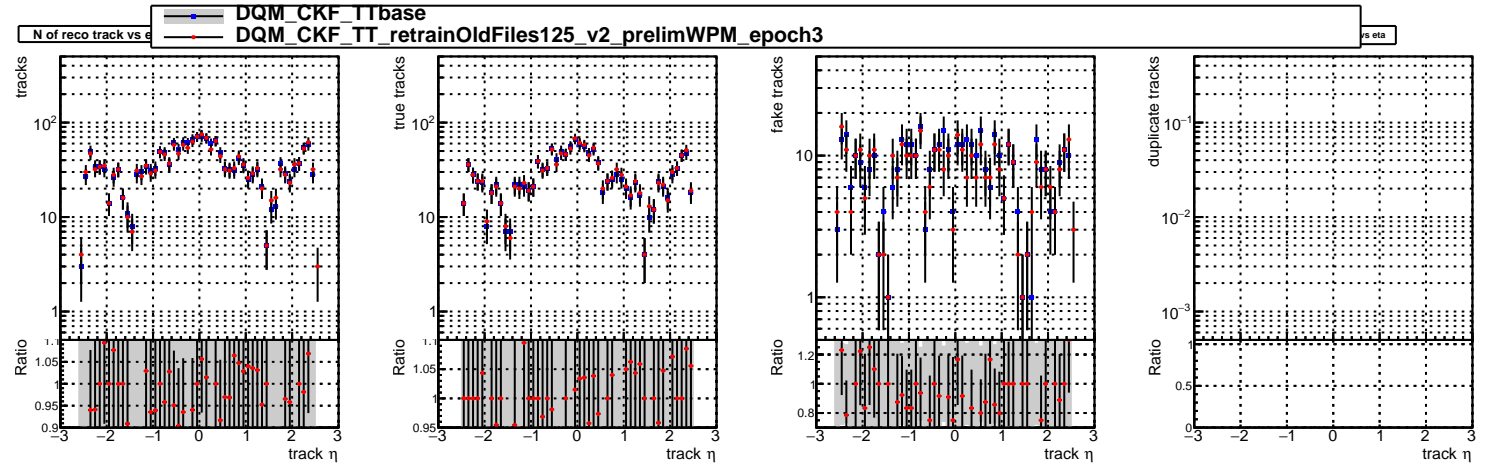 DQM_CKF_TTbase
DQM_CKF_TT_retrainOldFiles125_v2_prelimWPM_epoch3
N of reco track vs e
vs eta
tracks
10²
10
1
Ratio
1.1
1.05
1
0.95
0.9
−3 −2 −1 0 1 2 3
track η
true tracks
10²
10
1
Ratio
1.1
1.05
1
0.95
−3 −2 −1 0 1 2 3
track η
fake tracks
10
1
Ratio
1.2
1
0.8
−3 −2 −1 0 1 2 3
track η
duplicate tracks
10⁻¹
10⁻²
10⁻³
Ratio
1
0.5
0
−3 −2 −1 0 1 2 3
track η